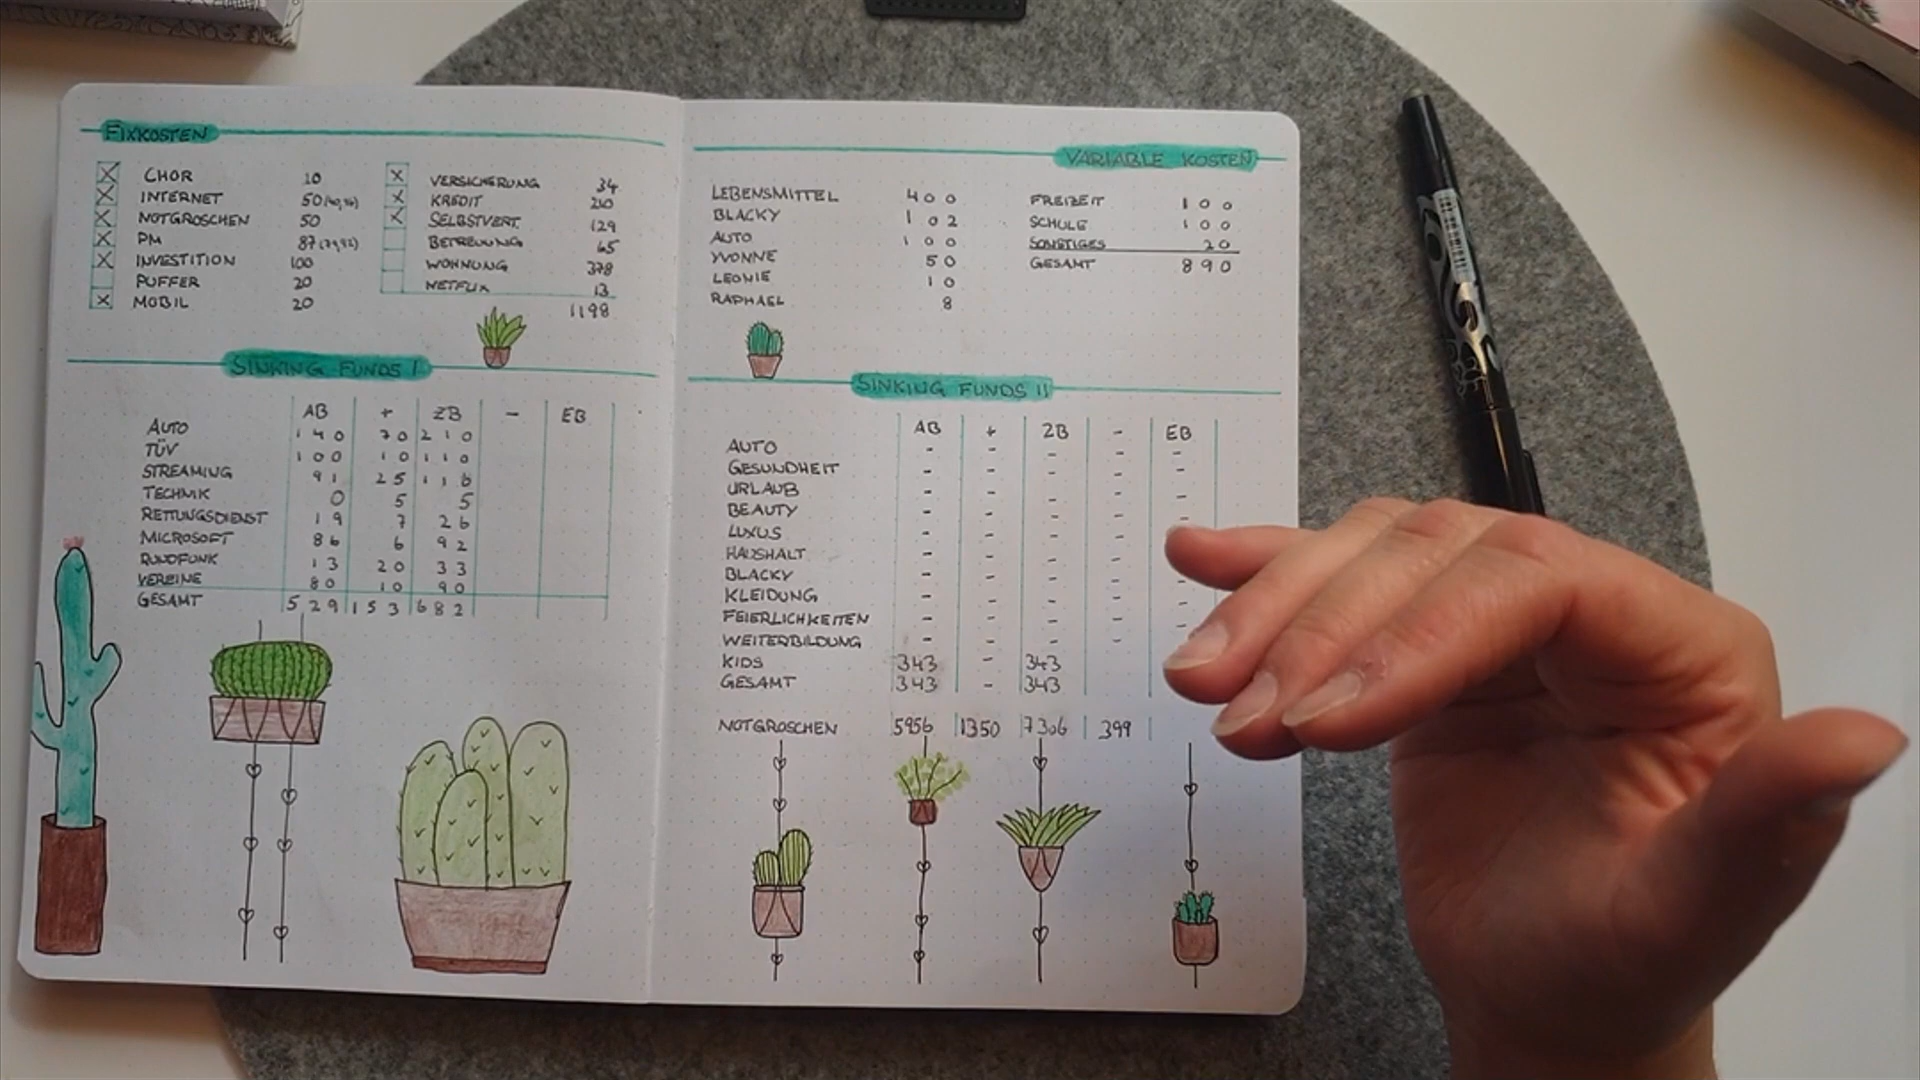 FIXKOSTEN
CHOR 10
INTERNET 50 (40,96)
NOTGROSCHEN 50
PM 87 (79,82)
INVESTITION 100
PUFFER 20
MOBIL 20
VERSICHERUNG 34
KREDIT 210
SELBSTVERT. 129
BETREUUNG 65
WOHNUNG 378
NETFLIX 13
1198
SINKING FUNDS I
AB + ZB - EB
AUTO 140 70 210
TÜV 100 10 110
STREAMING 91 25 116
TECHNIK 0 5 5
RETTUNGSDIENST 19 7 26
MICROSOFT 86 6 92
RUNDFUNK 13 20 33
VEREINE 80 10 90
GESAMT 529 153 682
VARIABLE KOSTEN
LEBENSMITTEL 400
BLACKY 102
AUTO 100
YVONNE 50
LEONIE 10
RAPHAEL 8
FREIZEIT 100
SCHULE 100
SONSTIGES 20
GESAMT 890
SINKING FUNDS II
AB + ZB - EB
AUTO - - - - -
GESUNDHEIT - - - - -
URLAUB - - - - -
BEAUTY - - - - -
LUXUS - - - - -
HAUSHALT - - - - -
BLACKY - - - - -
KLEIDUNG - - - - -
FEIERLICHKEITEN - - - - -
WEITERBILDUNG - - - - -
KIDS 343 - 343
GESAMT 343 - 343
NOTGROSCHEN 5956 1350 7306 399